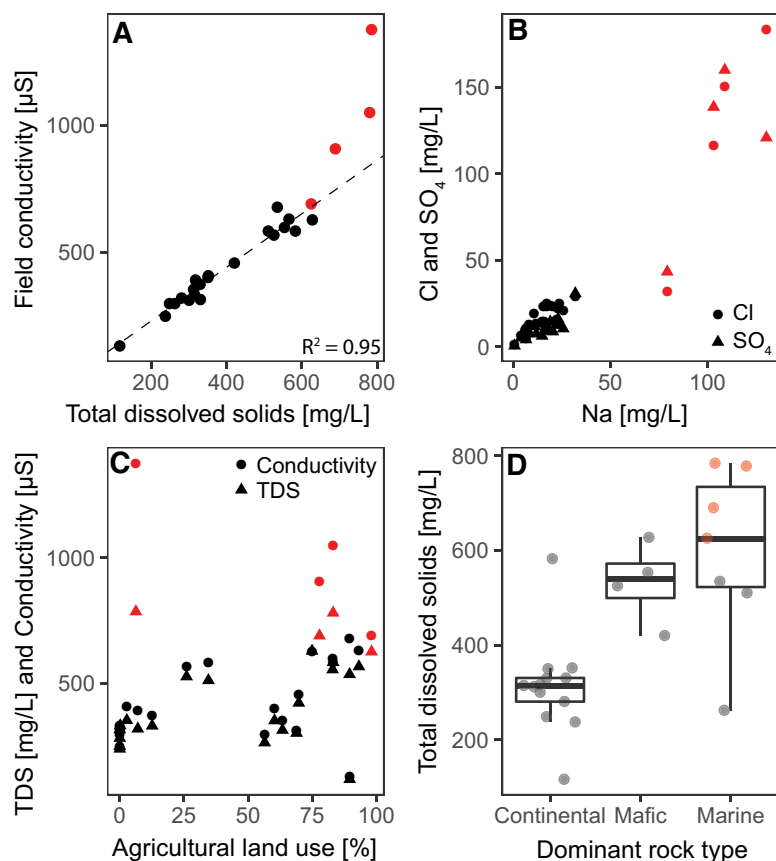 A
Field conductivity [µS]
1000
500
R² = 0.95
200 400 600 800
Total dissolved solids [mg/L]
B
Cl and SO₄ [mg/L]
150
100
50
0
Cl
SO₄
0 50 100
Na [mg/L]
C
TDS [mg/L] and Conductivity [µS]
Conductivity
TDS
1000
500
0 25 50 75 100
Agricultural land use [%]
D
Total dissolved solids [mg/L]
800
600
400
200
Continental Mafic Marine
Dominant rock type